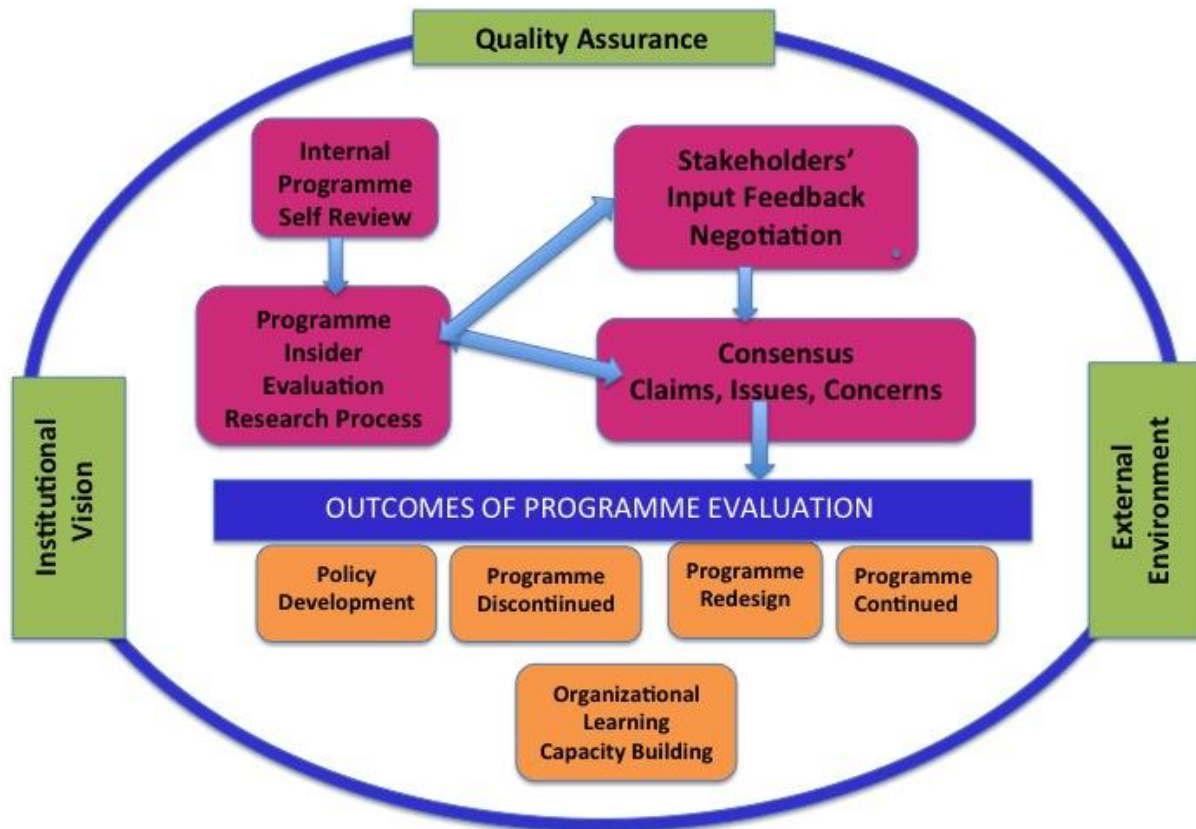 Quality Assurance
Internal
Programme
Self Review
Stakeholders’
Input Feedback
Negotiation
Programme
Insider
Evaluation
Research Process
Consensus
Claims, Issues, Concerns
Institutional
Vision
External
Environment
OUTCOMES OF PROGRAMME EVALUATION
Policy
Development
Programme
Discontiinued
Programme
Redesign
Programme
Continued
Organizational
Learning
Capacity Building